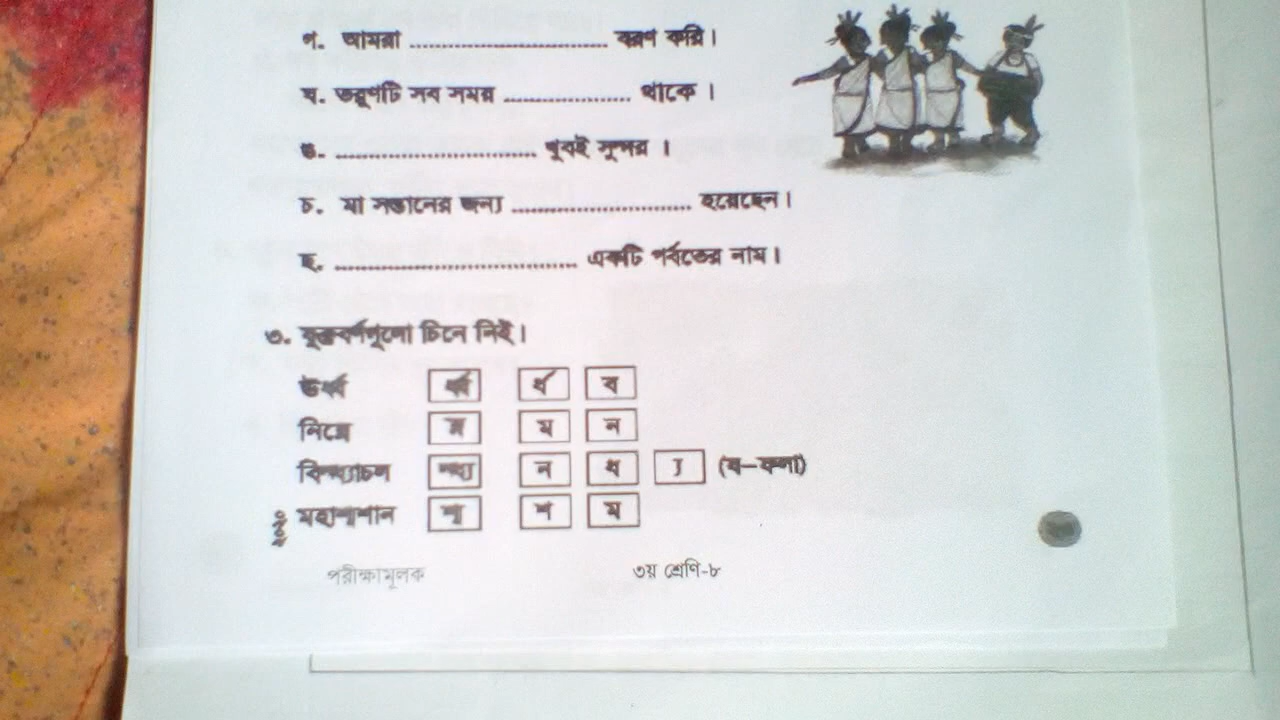 গ. আমরা .............................. বরণ করি।
ঘ. তরুণটি সব সময় .................... থাকে।
ঙ. ................................ খুবই সুন্দর।
চ. মা সন্তানের জন্য ............................ হয়েছেন।
ছ. ...................................... একটি পর্বতের নাম।
৩. যুক্তবর্ণগুলো চিনে নিই।
ঊর্ধ্ব র্ধ্ব র্ধ ব
নিম্নে ম্ন ম ন
বিন্ধ্যাচল ন্ধ্য ন ধ ্য (য-ফলা)
মহাশ্মশান শ্ম শ ম
পরীক্ষামূলক ৩য় শ্রেণি-৮